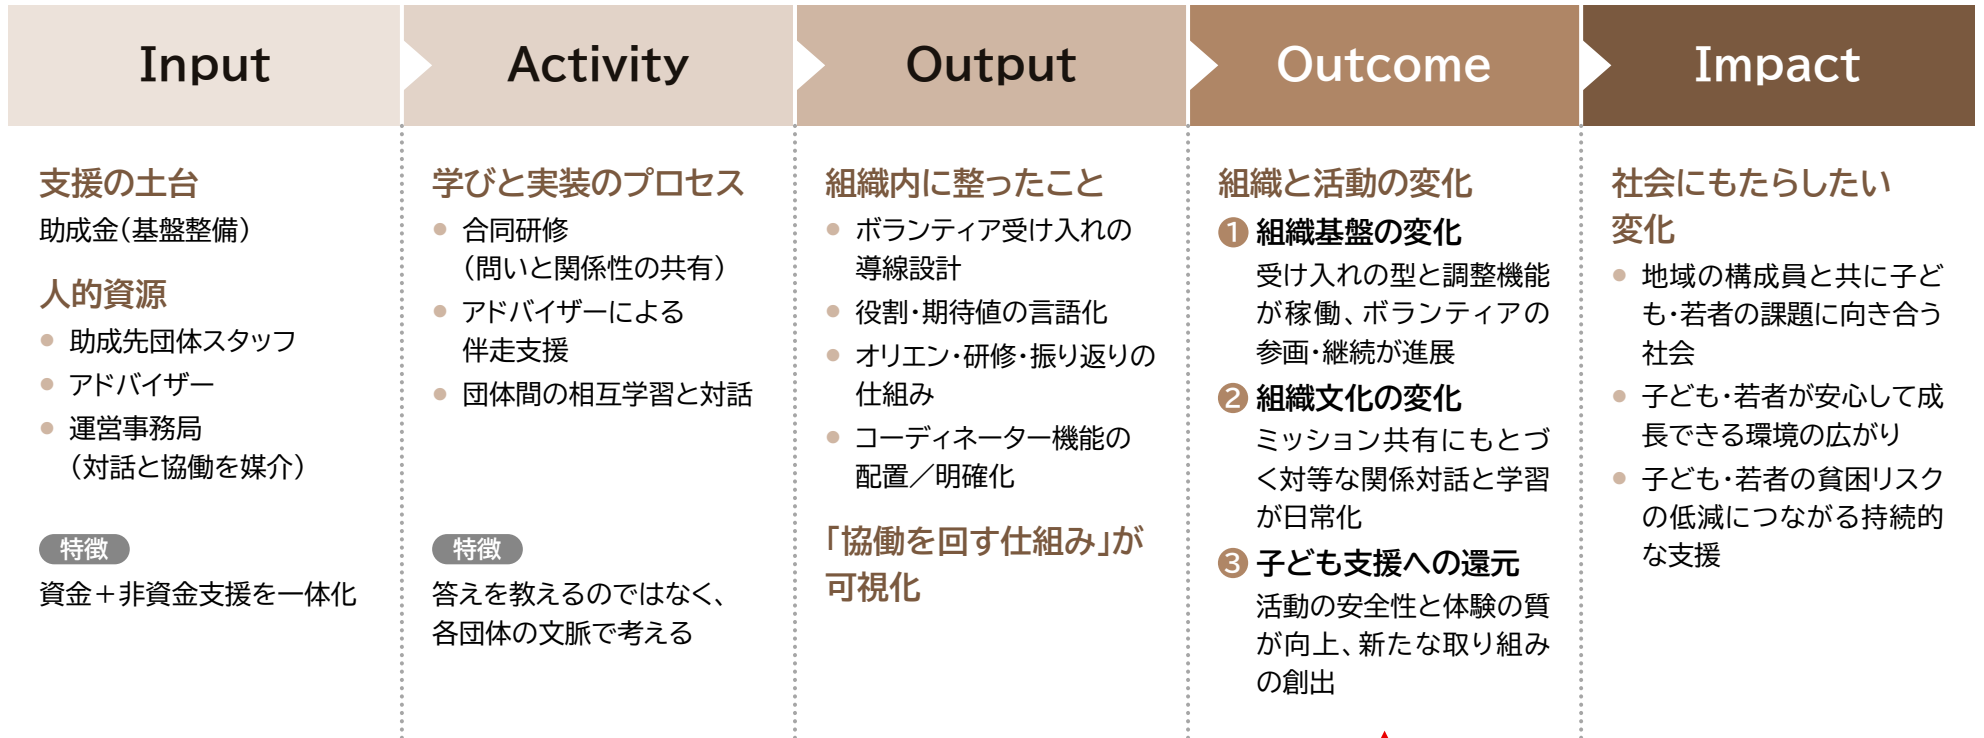 Input
Activity
Output
Outcome
Impact
支援の土台
助成金（基盤整備）
人的資源
助成先団体スタッフ
アドバイザー
運営事務局
（対話と協働を媒介）
特徴
資金＋非資金支援を一体化
学びと実装のプロセス
合同研修
（問いと関係性の共有）
アドバイザーによる
伴走支援
団体間の相互学習と対話
特徴
答えを教えるのではなく、
各団体の文脈で考える
組織内に整ったこと
ボランティア受け入れの
導線設計
役割・期待値の言語化
オリエン・研修・振り返りの
仕組み
コーディネーター機能の
配置／明確化
「協働を回す仕組み」が
可視化
組織と活動の変化
❶ 組織基盤の変化
受け入れの型と調整機能
が稼働、ボランティアの
参画・継続が進展
❷ 組織文化の変化
ミッション共有にもとづ
く対等な関係対話と学習
が日常化
❸ 子ども支援への還元
活動の安全性と体験の質
が向上、新たな取り組み
の創出
社会にもたらしたい
変化
地域の構成員と共に子ど
も・若者の課題に向き合う
社会
子ども・若者が安心して成
長できる環境の広がり
子ども・若者の貧困リスク
の低減につながる持続的
な支援